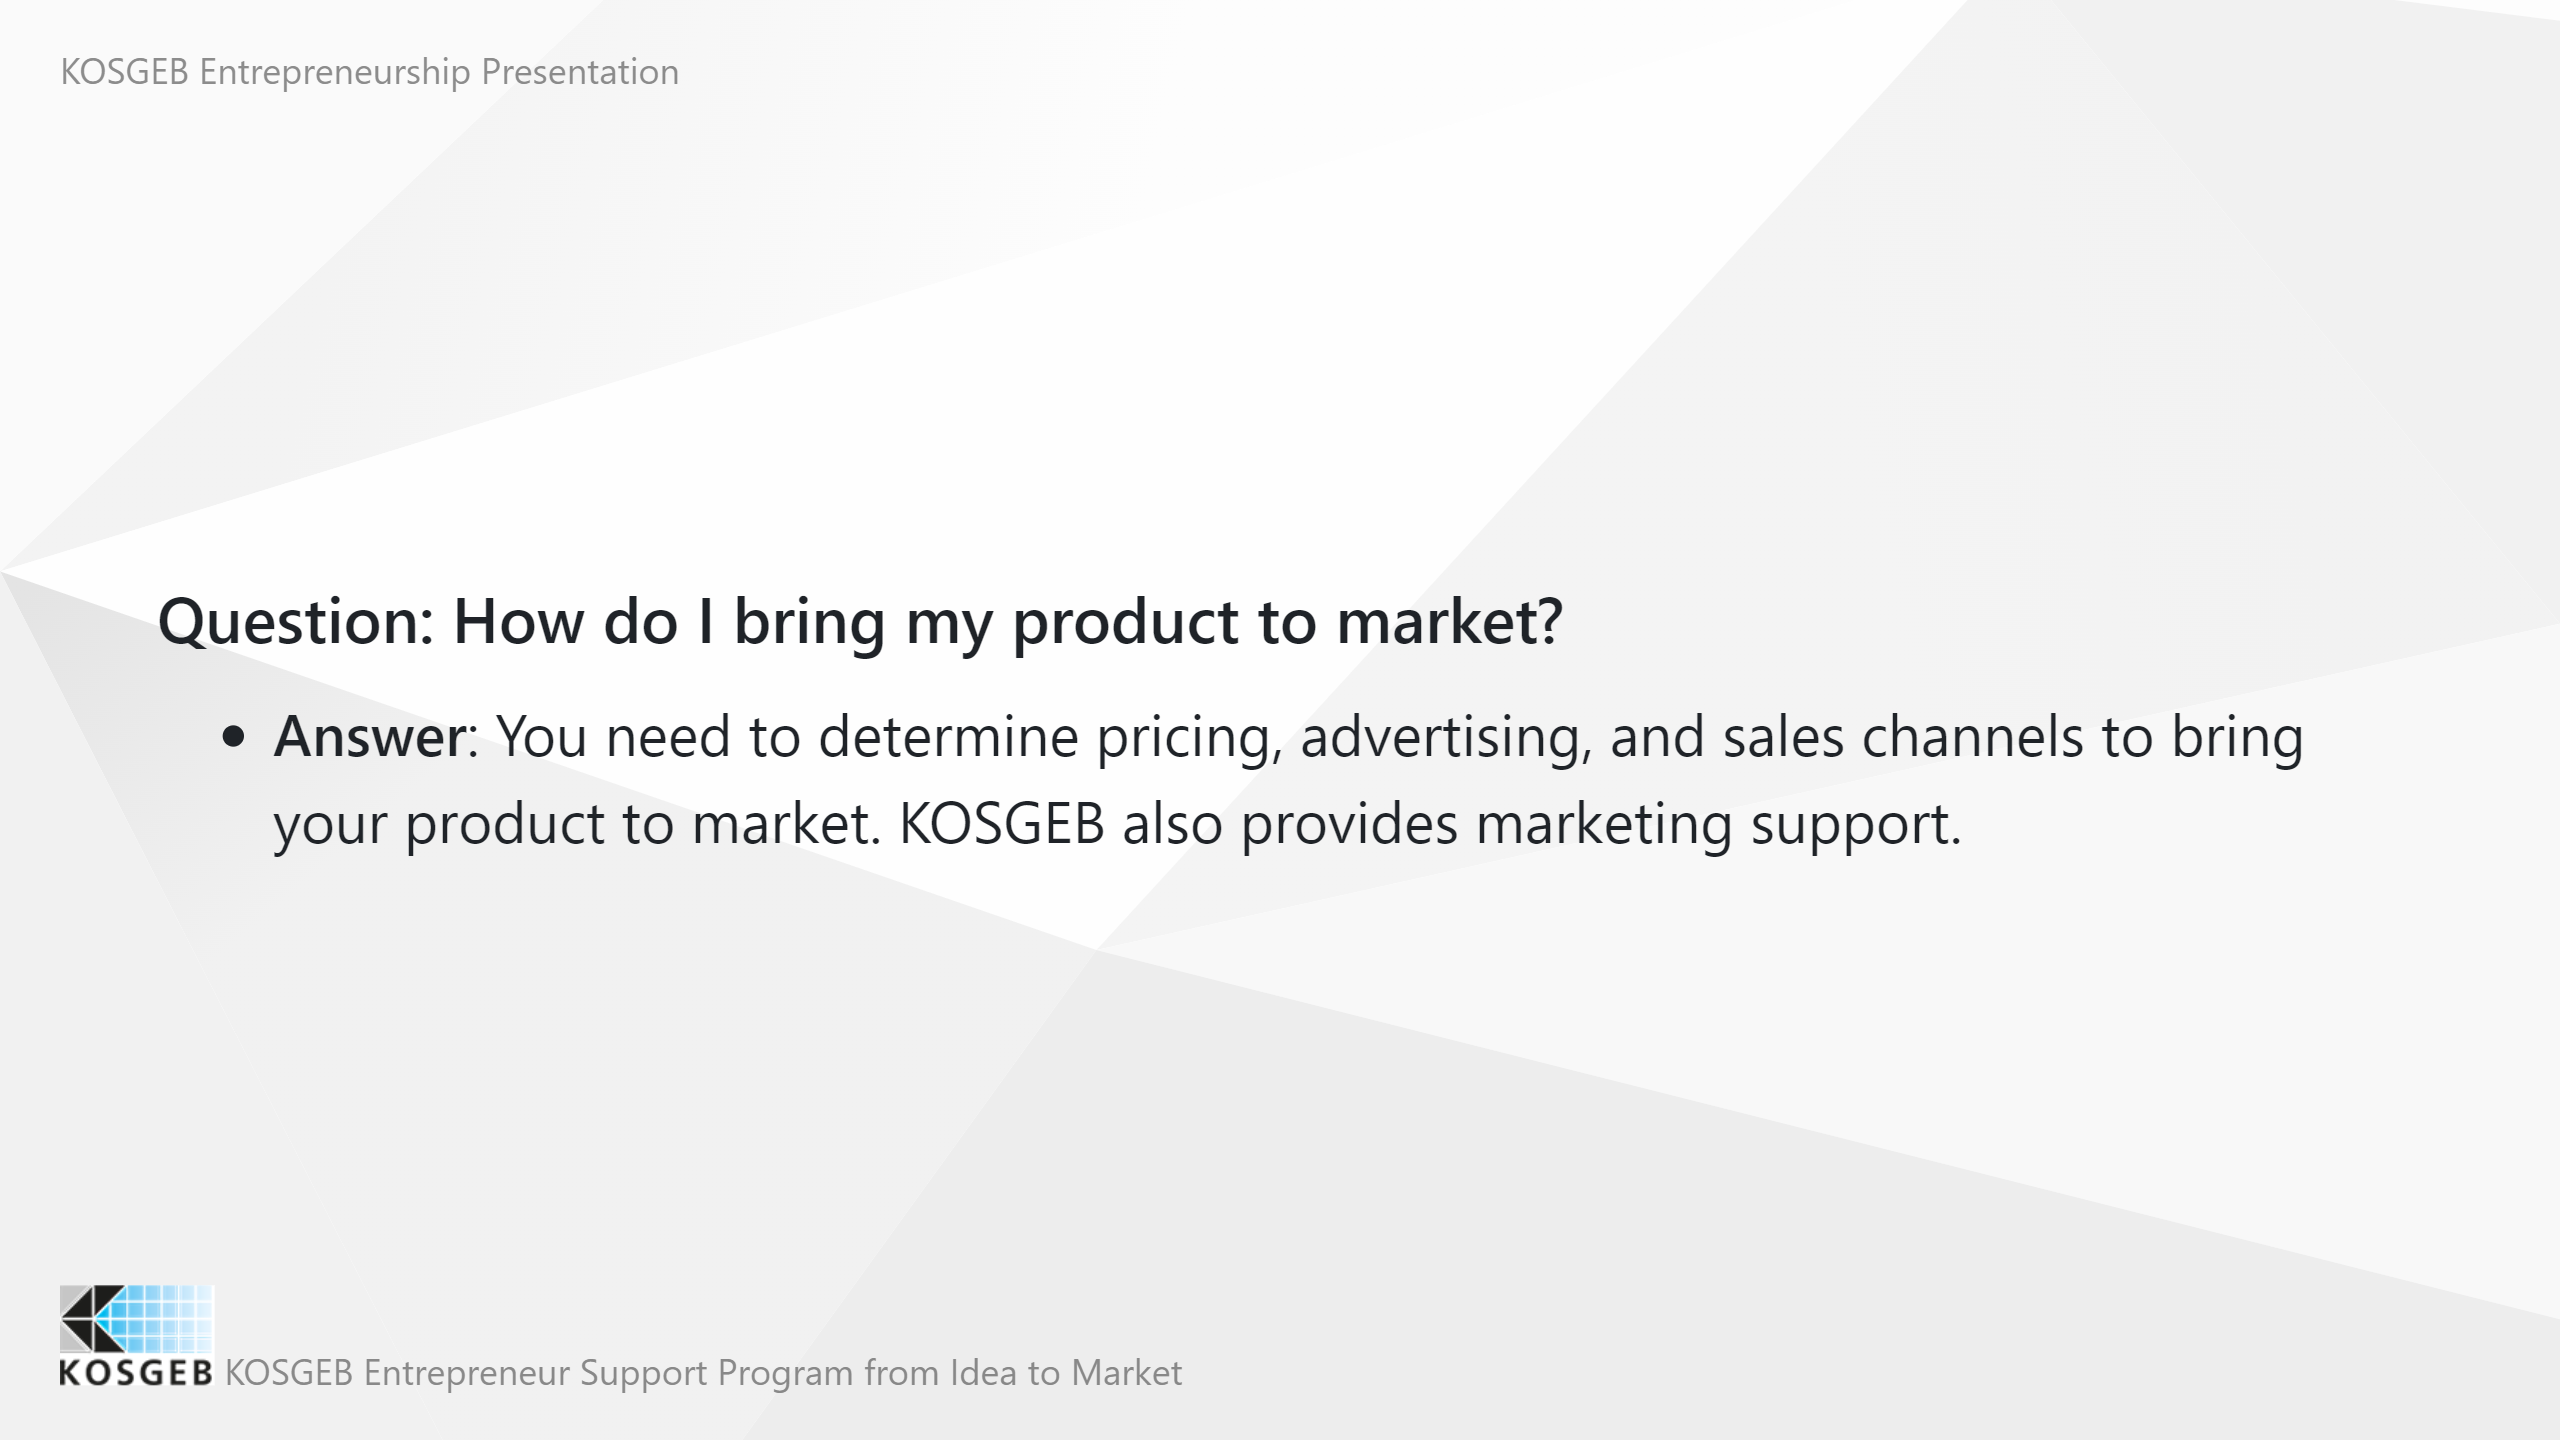 KOSGEB Entrepreneurship Presentation
Question: How do I bring my product to market?
• Answer: You need to determine pricing, advertising, and sales channels to bring
your product to market. KOSGEB also provides marketing support.
KOSGEB KOSGEB Entrepreneur Support Program from Idea to Market